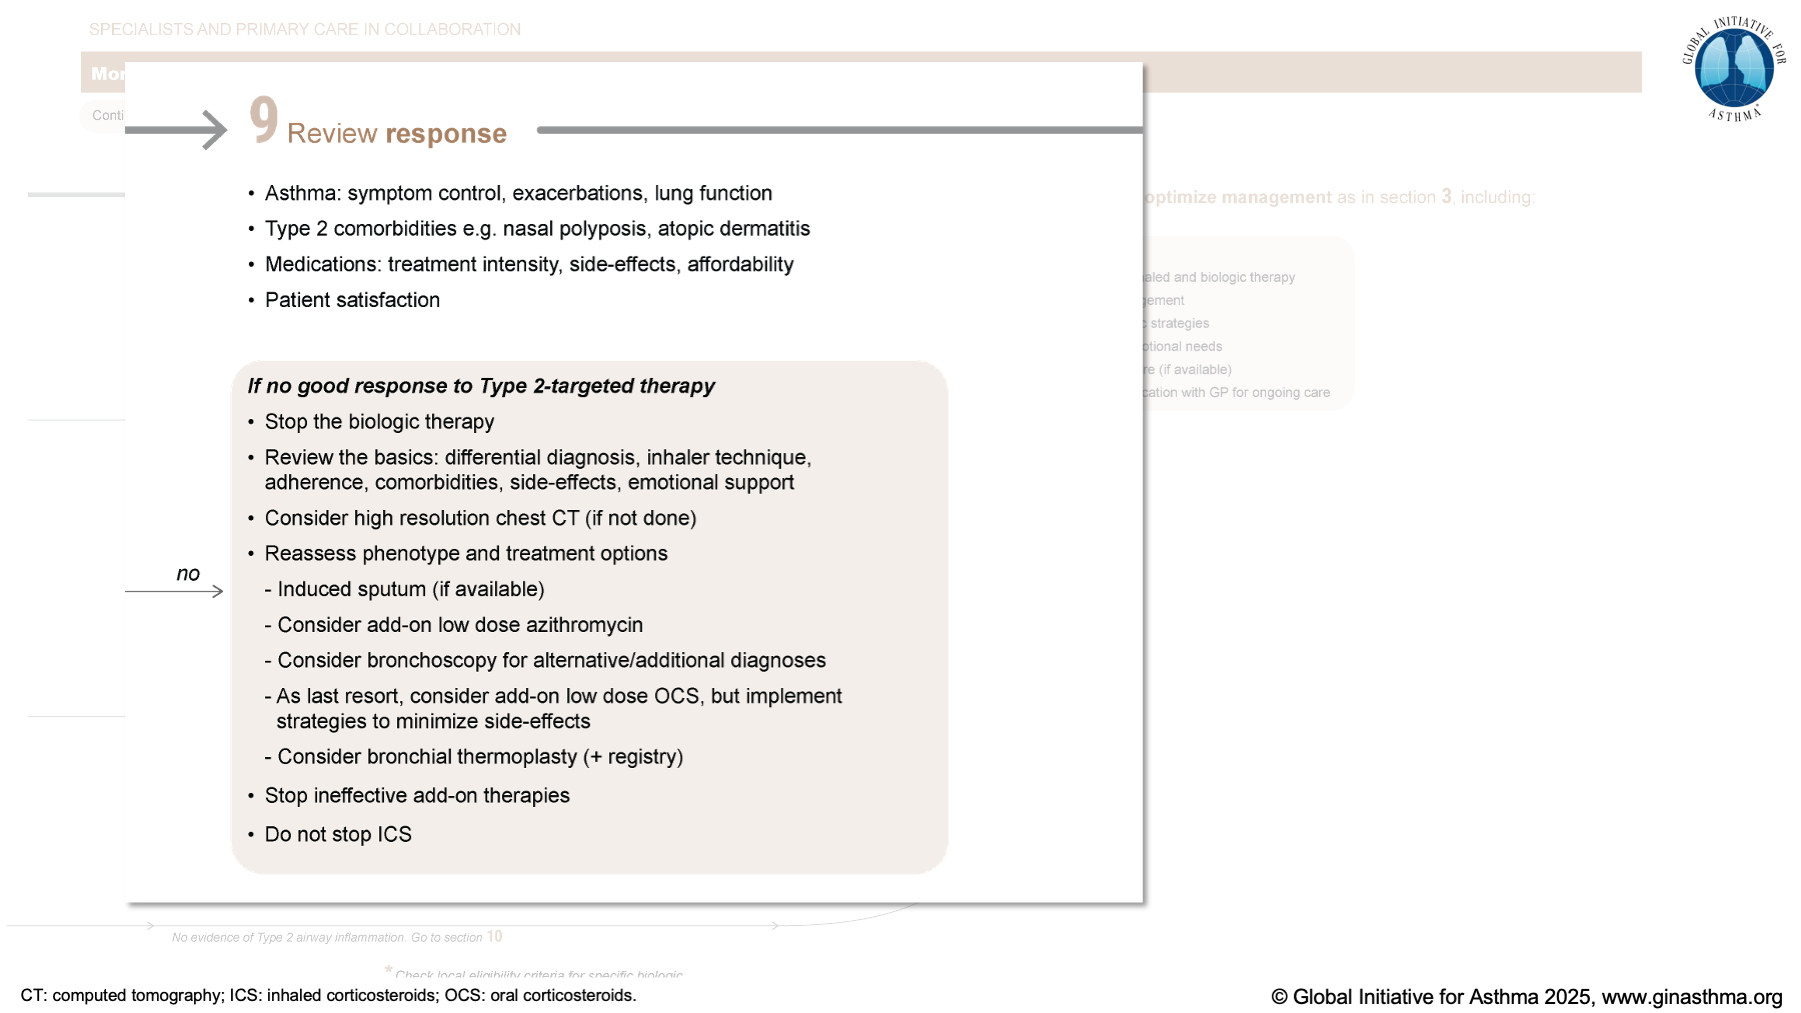 SPECIALISTS AND PRIMARY CARE IN COLLABORATION
GLOBAL INITIATIVE FOR ASTHMA
9 Review response
• Asthma: symptom control, exacerbations, lung function
• Type 2 comorbidities e.g. nasal polyposis, atopic dermatitis
• Medications: treatment intensity, side-effects, affordability
• Patient satisfaction
If no good response to Type 2-targeted therapy
• Stop the biologic therapy
• Review the basics: differential diagnosis, inhaler technique,
adherence, comorbidities, side-effects, emotional support
• Consider high resolution chest CT (if not done)
• Reassess phenotype and treatment options
no
- Induced sputum (if available)
- Consider add-on low dose azithromycin
- Consider bronchoscopy for alternative/additional diagnoses
- As last resort, consider add-on low dose OCS, but implement
strategies to minimize side-effects
- Consider bronchial thermoplasty (+ registry)
• Stop ineffective add-on therapies
• Do not stop ICS
optimize management as in section 3, including:
and biologic therapy
strategies
needs
(if available)
with GP for ongoing care
No evidence of Type 2 airway inflammation. Go to section 10
* Check local eligibility criteria for specific biologic
CT: computed tomography; ICS: inhaled corticosteroids; OCS: oral corticosteroids.
© Global Initiative for Asthma 2025, www.ginasthma.org